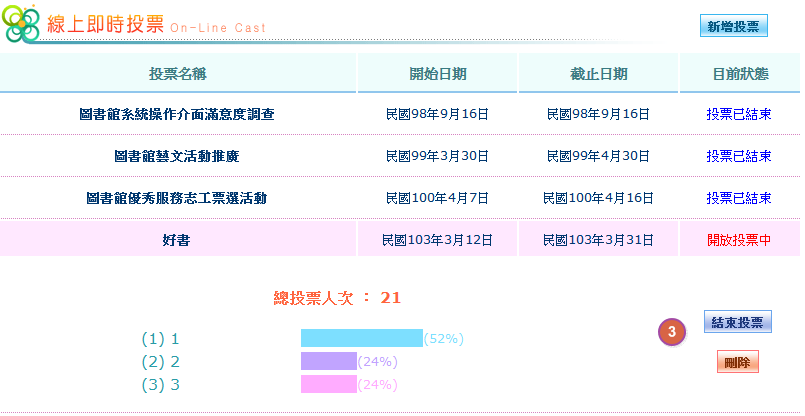 線上即時投票 On-Line Cast
新增投票
投票名稱 開始日期 截止日期 目前狀態
圖書館系統操作介面滿意度調查 民國98年9月16日 民國98年9月16日 投票已結束
圖書館藝文活動推廣 民國99年3月30日 民國99年4月30日 投票已結束
圖書館優秀服務志工票選活動 民國100年4月7日 民國100年4月16日 投票已結束
好書 民國103年3月12日 民國103年3月31日 開放投票中
總投票人次 : 21
(1) 1 (52%)
(2) 2 (24%)
(3) 3 (24%)
3
結束投票
刪除